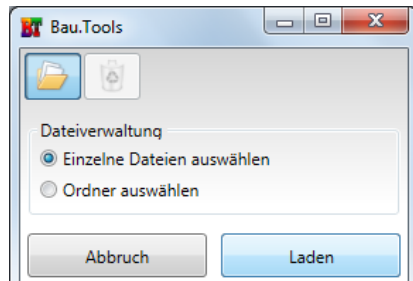 BT Bau.Tools
Dateiverwaltung
Einzelne Dateien auswählen
Ordner auswählen
Abbruch Laden